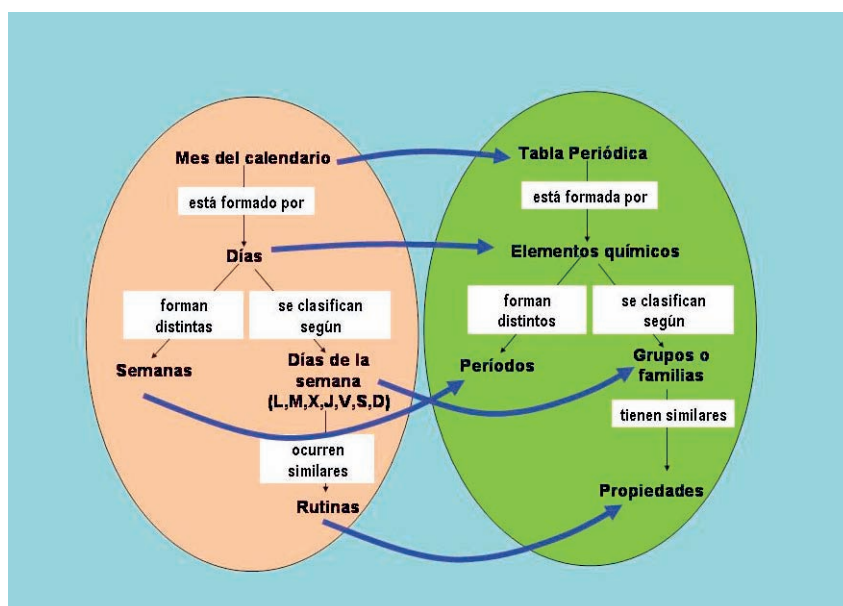 Mes del calendario
está formado por
Días
forman
distintas
se clasifican
según
Semanas
Días de la
semana
(L,M,X,J,V,S,D)
ocurren
similares
Rutinas
Tabla Periódica
está formada por
Elementos químicos
forman
distintos
se clasifican
según
Períodos
Grupos o
familias
tienen similares
Propiedades